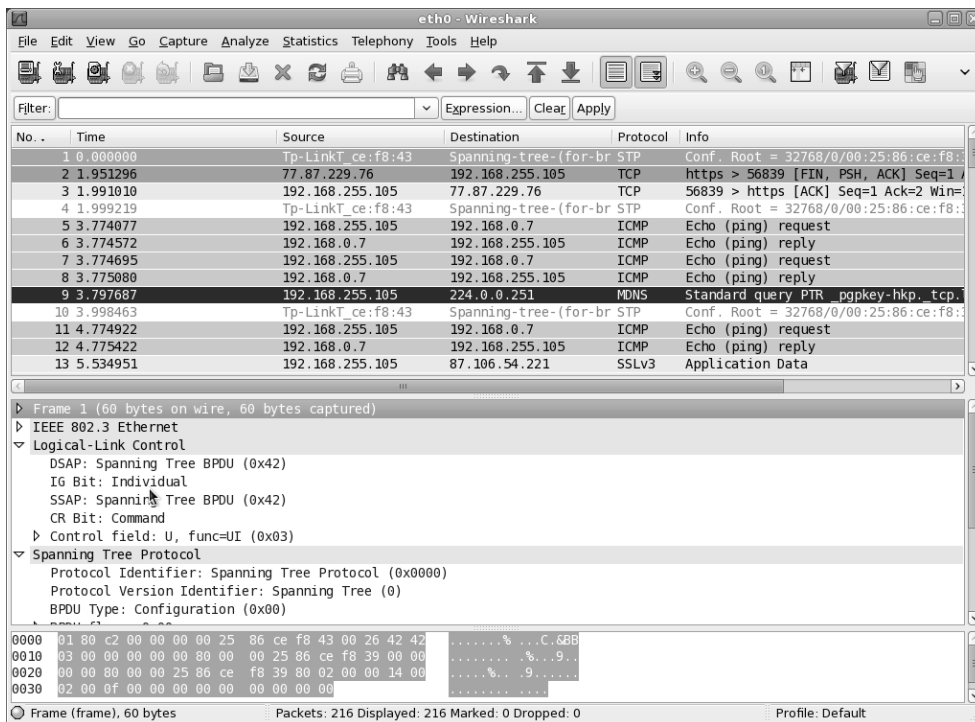 eth0 - Wireshark
File Edit View Go Capture Analyze Statistics Telephony Tools Help
Filter: Expression... Clear Apply
No. . Time Source Destination Protocol Info
1 0.000000 Tp-LinkT_ce:f8:43 Spanning-tree-(for-br STP Conf. Root = 32768/0/00:25:86:ce:f8:
2 1.951296 77.87.229.76 192.168.255.105 TCP https > 56839 [FIN, PSH, ACK] Seq=1
3 1.991010 192.168.255.105 77.87.229.76 TCP 56839 > https [ACK] Seq=1 Ack=2 Win=
4 1.999219 Tp-LinkT_ce:f8:43 Spanning-tree-(for-br STP Conf. Root = 32768/0/00:25:86:ce:f8:
5 3.774077 192.168.255.105 192.168.0.7 ICMP Echo (ping) request
6 3.774572 192.168.0.7 192.168.255.105 ICMP Echo (ping) reply
7 3.774695 192.168.255.105 192.168.0.7 ICMP Echo (ping) request
8 3.775080 192.168.0.7 192.168.255.105 ICMP Echo (ping) reply
9 3.797687 192.168.255.105 224.0.0.251 MDNS Standard query PTR _pgpkey-hkp._tcp.
10 3.998463 Tp-LinkT_ce:f8:43 Spanning-tree-(for-br STP Conf. Root = 32768/0/00:25:86:ce:f8:
11 4.774922 192.168.255.105 192.168.0.7 ICMP Echo (ping) request
12 4.775422 192.168.0.7 192.168.255.105 ICMP Echo (ping) reply
13 5.534951 192.168.255.105 87.106.54.221 SSLv3 Application Data
Frame 1 (60 bytes on wire, 60 bytes captured)
IEEE 802.3 Ethernet
Logical-Link Control
DSAP: Spanning Tree BPDU (0x42)
IG Bit: Individual
SSAP: Spanning Tree BPDU (0x42)
CR Bit: Command
Control field: U, func=UI (0x03)
Spanning Tree Protocol
Protocol Identifier: Spanning Tree Protocol (0x0000)
Protocol Version Identifier: Spanning Tree (0)
BPDU Type: Configuration (0x00)
0000 01 80 c2 00 00 00 00 25 86 ce f8 43 00 26 42 42 .......% ...C.&BB
0010 03 00 00 00 00 00 80 00 00 25 86 ce f8 39 00 00 ........ .%...9..
0020 00 00 80 00 00 25 86 ce f8 39 80 02 00 00 14 00 .....%.. .9......
0030 02 00 0f 00 00 00 00 00 00 00 00 00 ........ ....
Frame (frame), 60 bytes Packets: 216 Displayed: 216 Marked: 0 Dropped: 0 Profile: Default